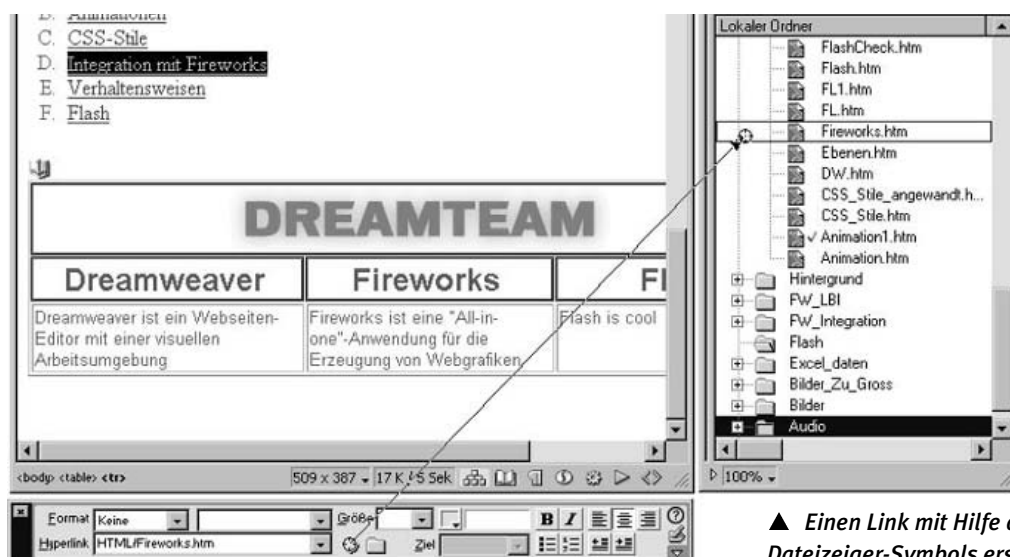 D. Animationen
C. CSS-Stile
D. Integration mit Fireworks
E. Verhaltensweisen
F. Flash
DREAMTEAM
Dreamweaver
Fireworks
Fl
Dreamweaver ist ein Webseiten-
Editor mit einer visuellen
Arbeitsumgebung
Fireworks ist eine "All-in-
one"-Anwendung für die
Erzeugung von Webgrafiken
Flash is cool
<body> <table> <tr>
509 x 387
17 K / 5 Sek
Format Keine
Größe
B I
Hyperlink HTML/Fireworks.htm
Ziel
Lokaler Ordner
FlashCheck.htm
Flash.htm
FL1.htm
FL.htm
Fireworks.htm
Ebenen.htm
DW.htm
CSS_Stile_angewandt.h...
CSS_Stile.htm
Animation1.htm
Animation.htm
Hintergrund
FW_LBI
FW_Integration
Flash
Excel_daten
Bilder_Zu_Gross
Bilder
Audio
100%
▲ Einen Link mit Hilfe
Dateizeiger-Symbols